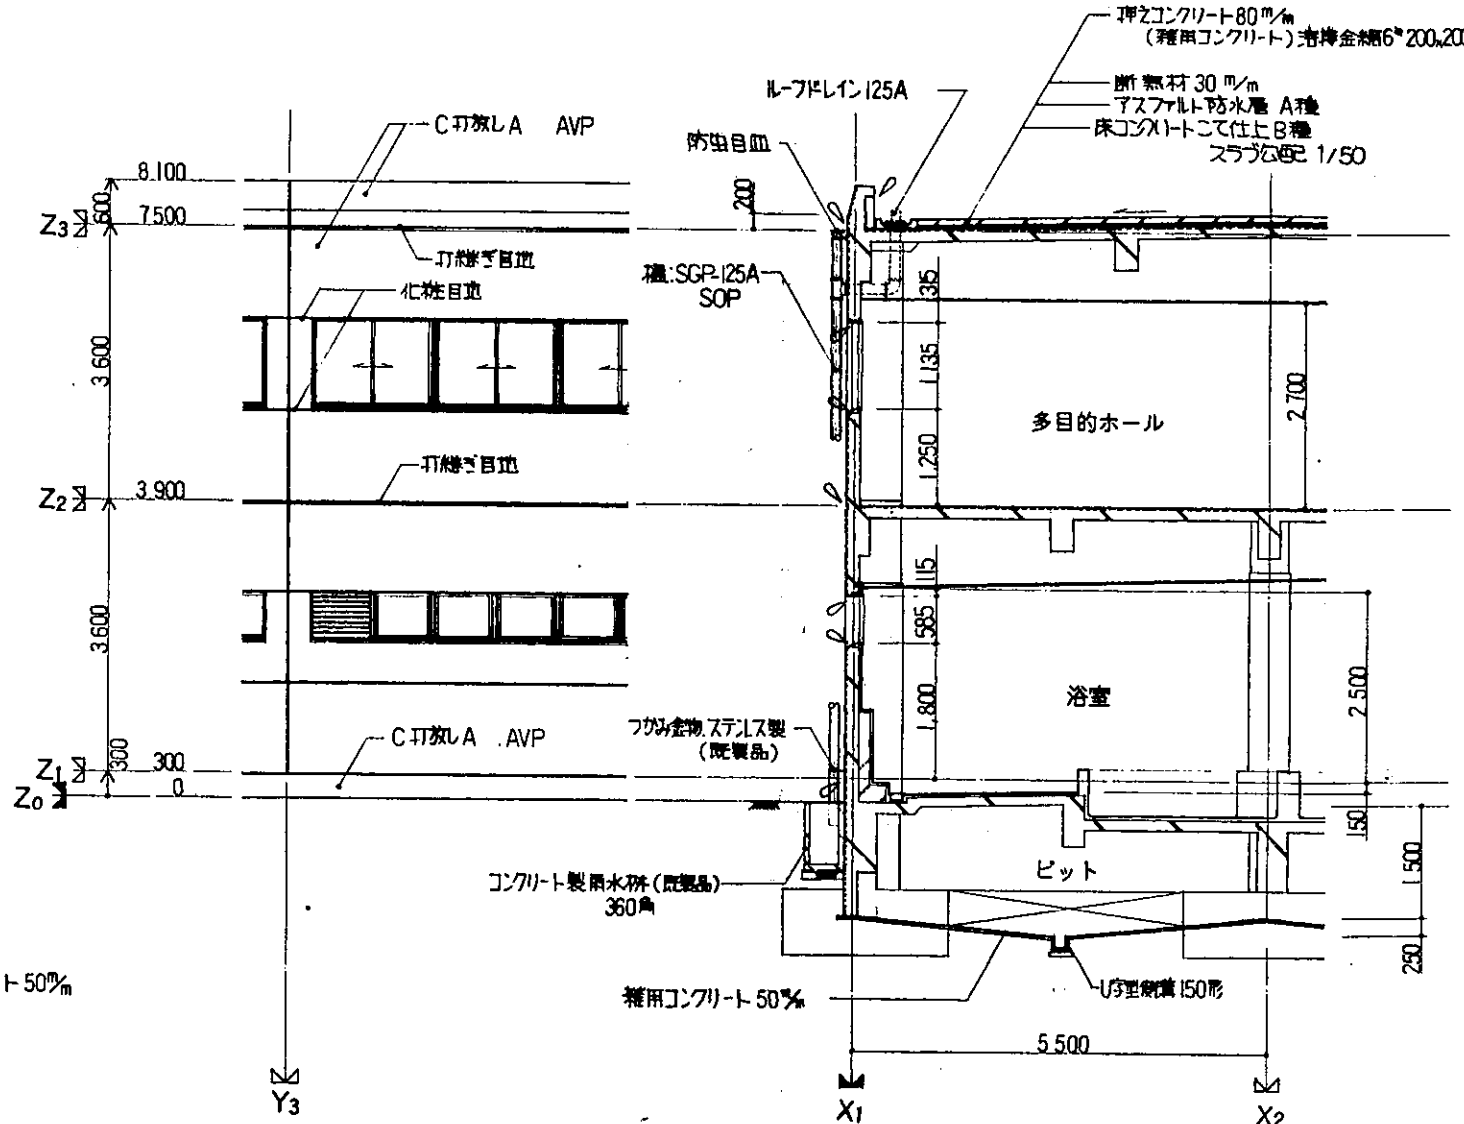 押えコンクリート80m/m
(雑用コンクリート)溶接金網6φ200×200
ルーフドレイン125A
断熱材30m/m
C打放しA AVP
アスファルト防水層 A種
防虫目皿
床コンクリートこて仕上B種
スラブ勾配 1/50
8.100
600
7.500
Z3
200
打継ぎ目地
樋:SGP-125A
SOP
化粧目地
315
3.600
1.135
2.700
多目的ホール
1.250
打継ぎ目地
3.900
Z2
115
585
3.600
2.500
浴室
1.800
つかみ金物.ステンレス製
(既製品)
C打放しA .AVP
300
300
Z1
0
Z0
150
1.500
ピット
コンクリート製雨水桝(既製品)
360角
250
ト50m/m
雑用コンクリート50m/m
U字型側溝150形
5.500
Y3
X1
X2